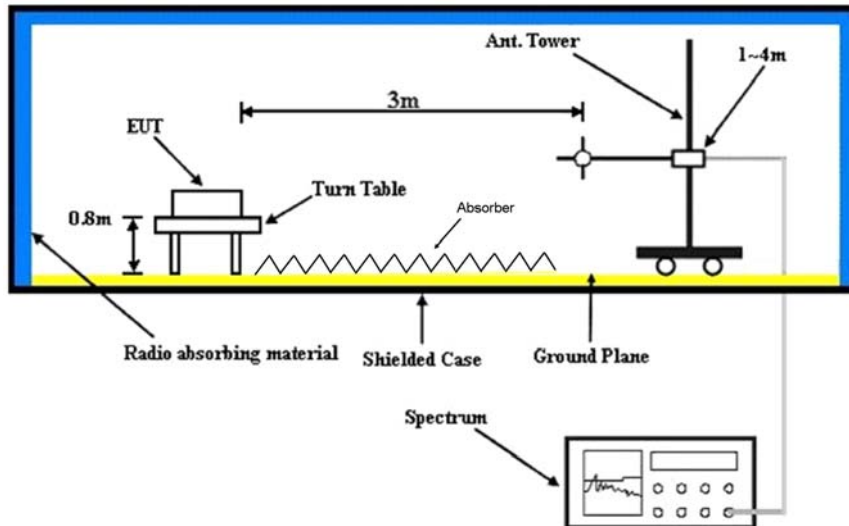 Ant. Tower
1~4m
3m
EUT
Turn Table
0.8m
Absorber
Radio absorbing material
Shielded Case
Ground Plane
Spectrum